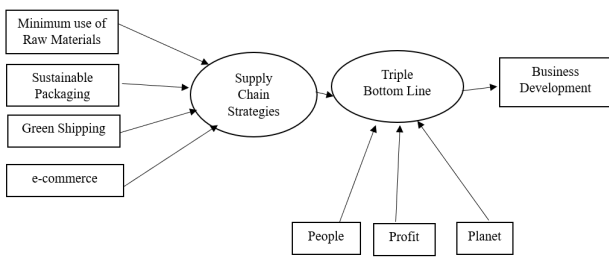 Minimum use of
Raw Materials
Sustainable
Packaging
Green Shipping
e-commerce
Supply
Chain
Strategies
Triple
Bottom Line
Business
Development
People
Profit
Planet